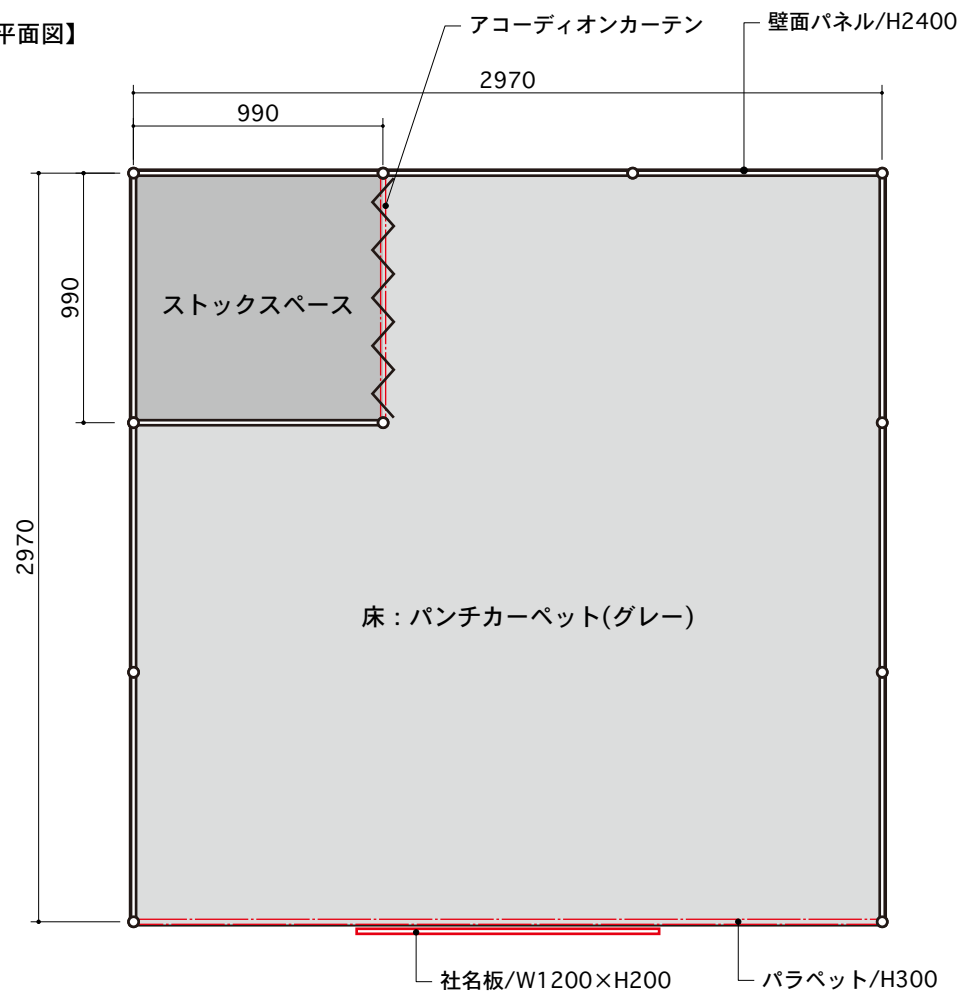 平面図】
アコーディオンカーテン
壁面パネル/H2400
2970
990
990
ストックスペース
2970
床：パンチカーペット(グレー)
社名板/W1200×H200
パラペット/H300